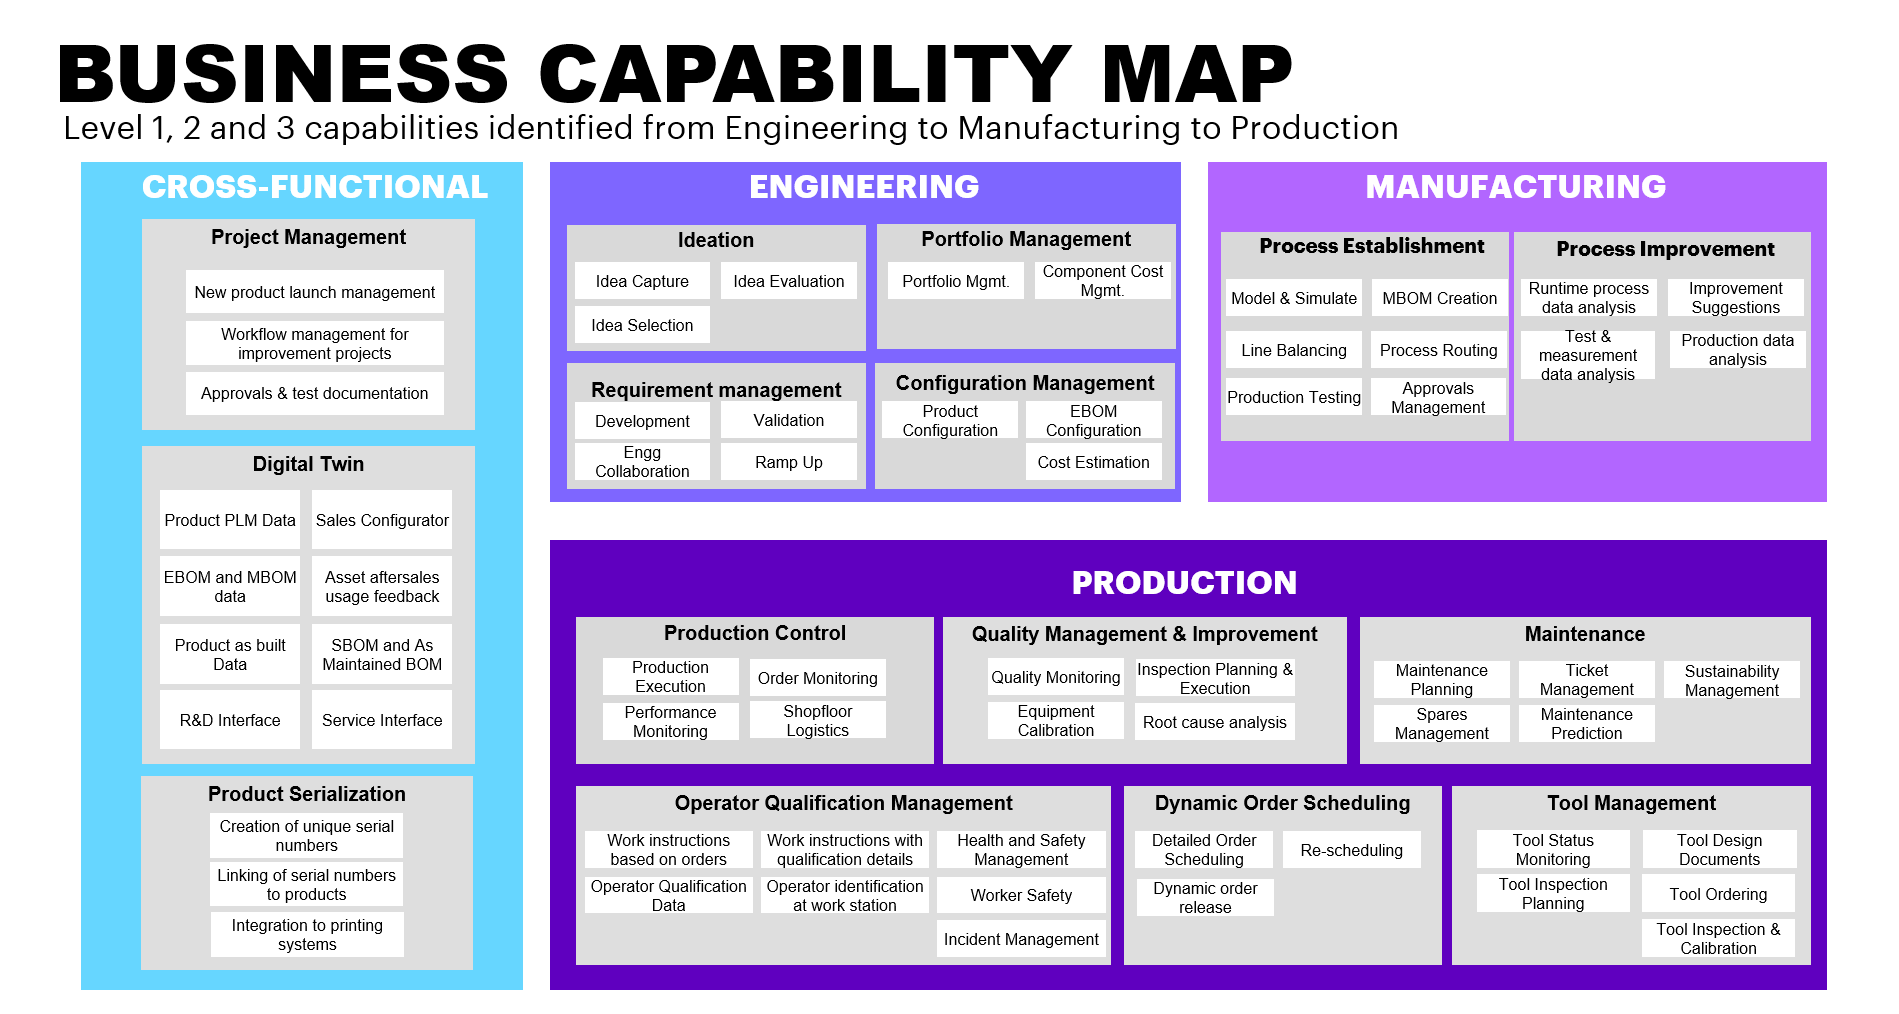 BUSINESS CAPABILITY MAP
Level 1, 2 and 3 capabilities identified from Engineering to Manufacturing to Production
CROSS-FUNCTIONAL
Project Management
New product launch management
Workflow management for
improvement projects
Approvals & test documentation
Digital Twin
Product PLM Data
Sales Configurator
EBOM and MBOM
data
Asset aftersales
usage feedback
Product as built
Data
SBOM and As
Maintained BOM
R&D Interface
Service Interface
Product Serialization
Creation of unique serial
numbers
Linking of serial numbers
to products
Integration to printing
systems
ENGINEERING
Ideation
Idea Capture
Idea Evaluation
Idea Selection
Portfolio Management
Portfolio Mgmt.
Component Cost
Mgmt.
Requirement management
Development
Validation
Engg
Collaboration
Ramp Up
Configuration Management
Product
Configuration
EBOM
Configuration
Cost Estimation
MANUFACTURING
Process Establishment
Model & Simulate
MBOM Creation
Line Balancing
Process Routing
Production Testing
Approvals
Management
Process Improvement
Runtime process
data analysis
Improvement
Suggestions
Test &
measurement
data analysis
Production data
analysis
PRODUCTION
Production Control
Production
Execution
Order Monitoring
Performance
Monitoring
Shopfloor
Logistics
Quality Management & Improvement
Quality Monitoring
Inspection Planning &
Execution
Equipment
Calibration
Root cause analysis
Maintenance
Maintenance
Planning
Ticket
Management
Sustainability
Management
Spares
Management
Maintenance
Prediction
Operator Qualification Management
Work instructions
based on orders
Work instructions with
qualification details
Health and Safety
Management
Operator Qualification
Data
Operator identification
at work station
Worker Safety
Incident Management
Dynamic Order Scheduling
Detailed Order
Scheduling
Re-scheduling
Dynamic order
release
Tool Management
Tool Status
Monitoring
Tool Design
Documents
Tool Inspection
Planning
Tool Ordering
Tool Inspection &
Calibration